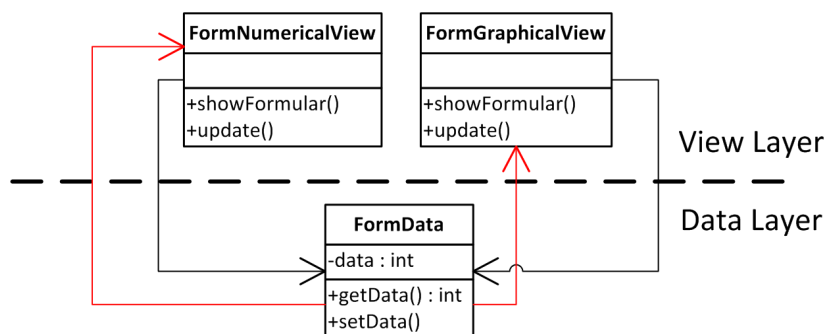 FormNumericalView
+showFormular()
+update()
FormGraphicalView
+showFormular()
+update()
View Layer
Data Layer
FormData
-data : int
+getData() : int
+setData()